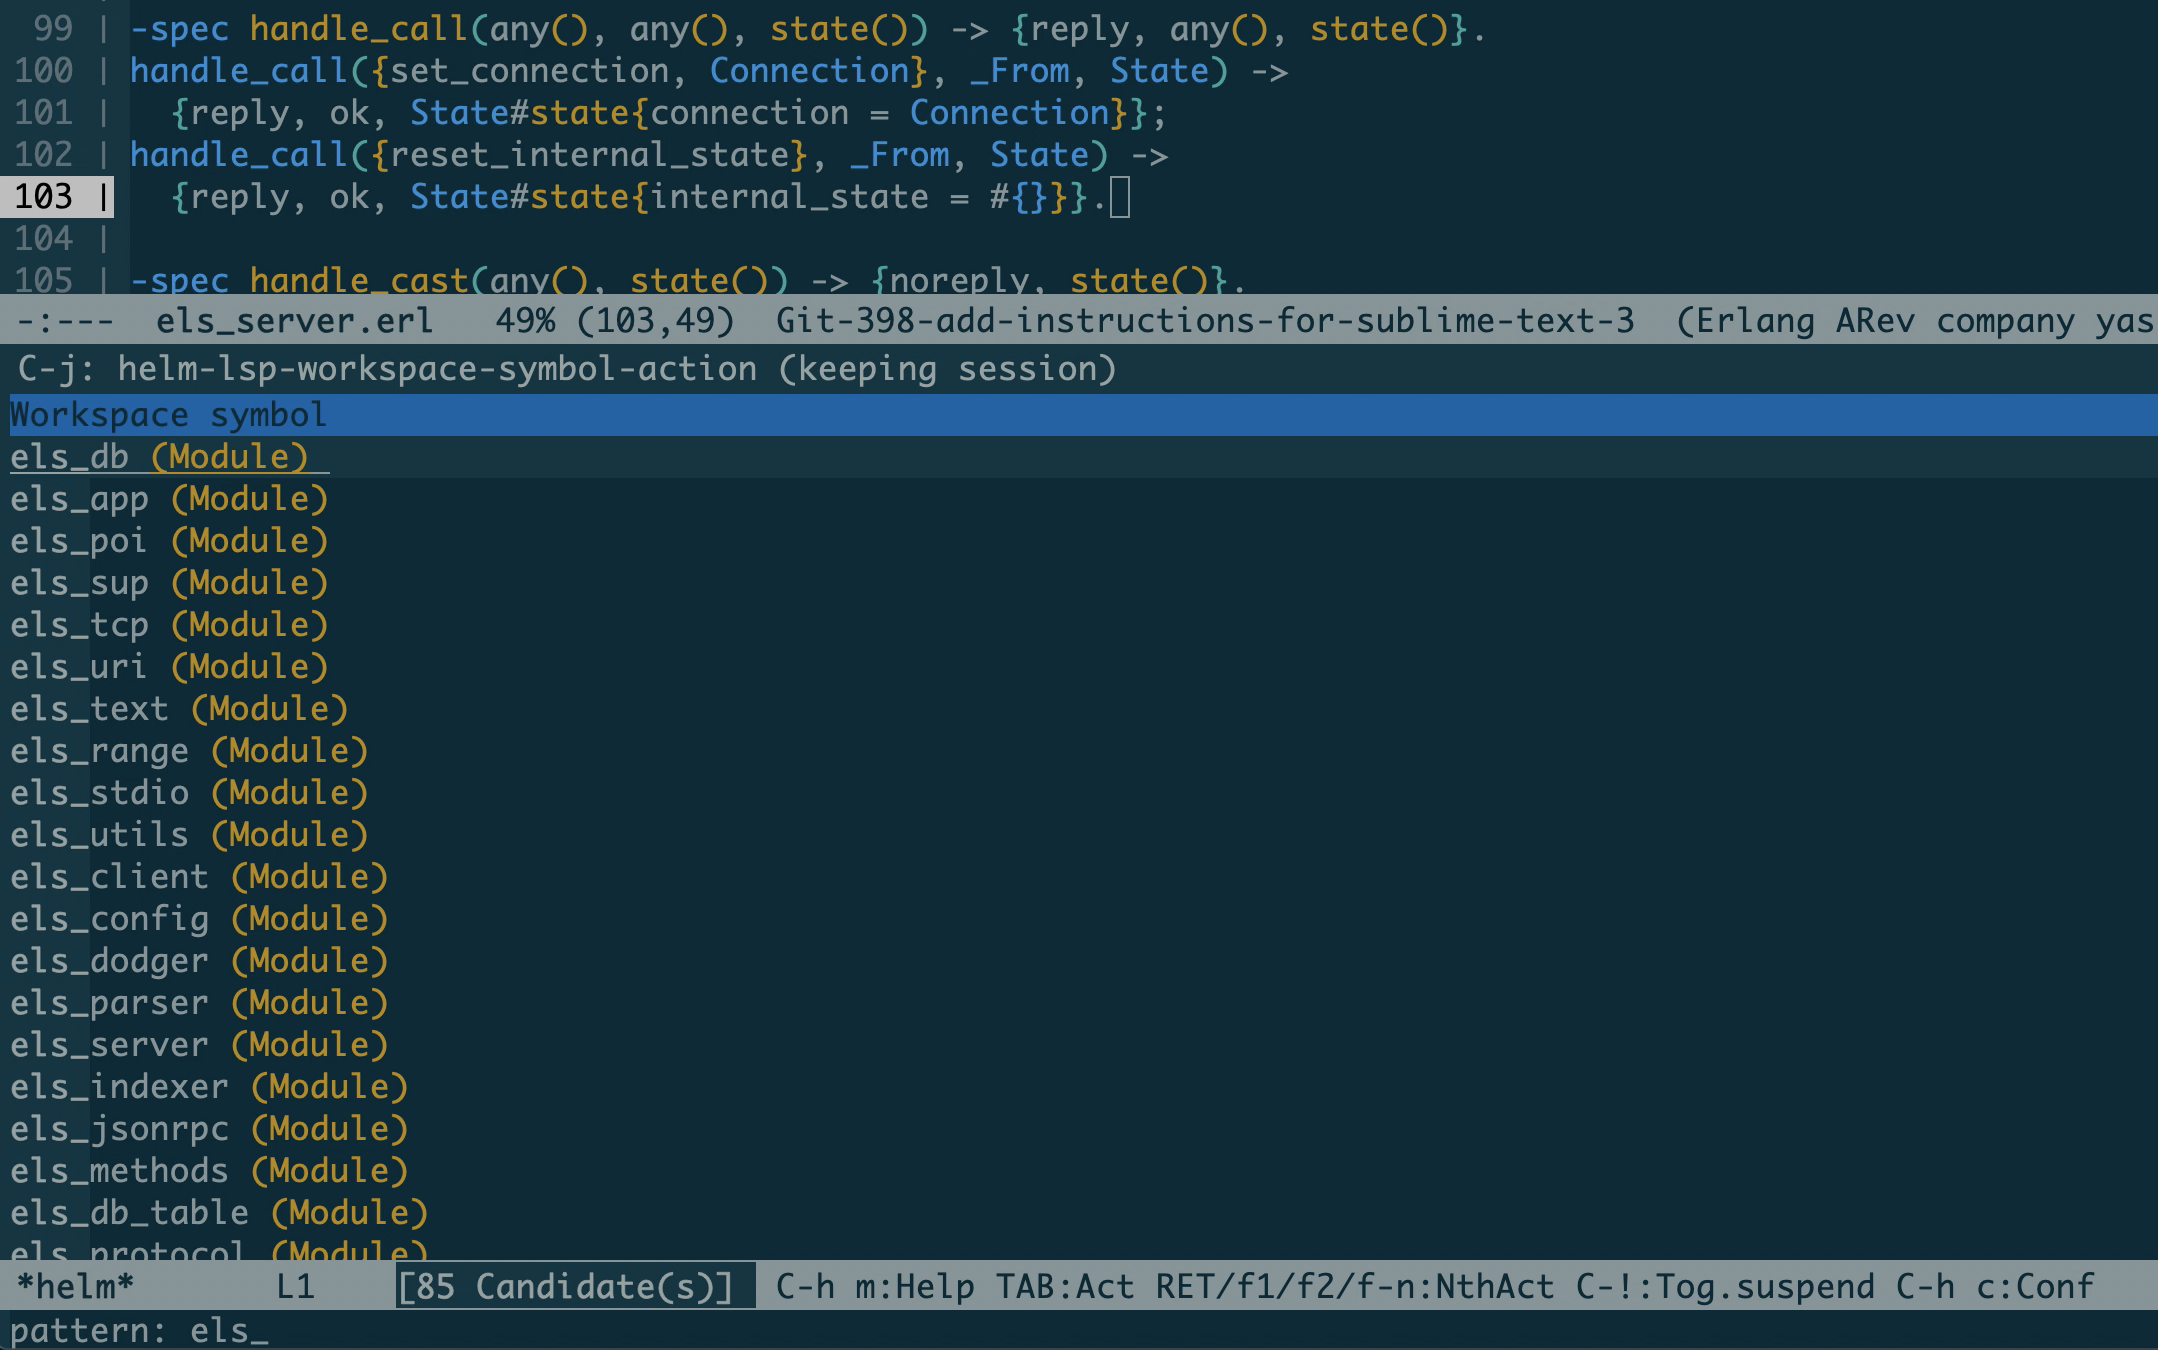 99 | -spec handle_call(any(), any(), state()) -> {reply, any(), state()}.
100 | handle_call({set_connection, Connection}, _From, State) ->
101 |   {reply, ok, State#state{connection = Connection}};
102 | handle_call({reset_internal_state}, _From, State) ->
103 |   {reply, ok, State#state{internal_state = #{}}}.
104 |
105 | -spec handle_cast(any(), state()) -> {noreply, state()}.
-:---  els_server.erl   49% (103,49)  Git-398-add-instructions-for-sublime-text-3  (Erlang ARev company yas
C-j: helm-lsp-workspace-symbol-action (keeping session)
Workspace symbol
els_db (Module)
els_app (Module)
els_poi (Module)
els_sup (Module)
els_tcp (Module)
els_uri (Module)
els_text (Module)
els_range (Module)
els_stdio (Module)
els_utils (Module)
els_client (Module)
els_config (Module)
els_dodger (Module)
els_parser (Module)
els_server (Module)
els_indexer (Module)
els_jsonrpc (Module)
els_methods (Module)
els_db_table (Module)
els_protocol (Module)
*helm*       L1    [85 Candidate(s)] C-h m:Help TAB:Act RET/f1/f2/f-n:NthAct C-!:Tog.suspend C-h c:Conf
pattern: els_